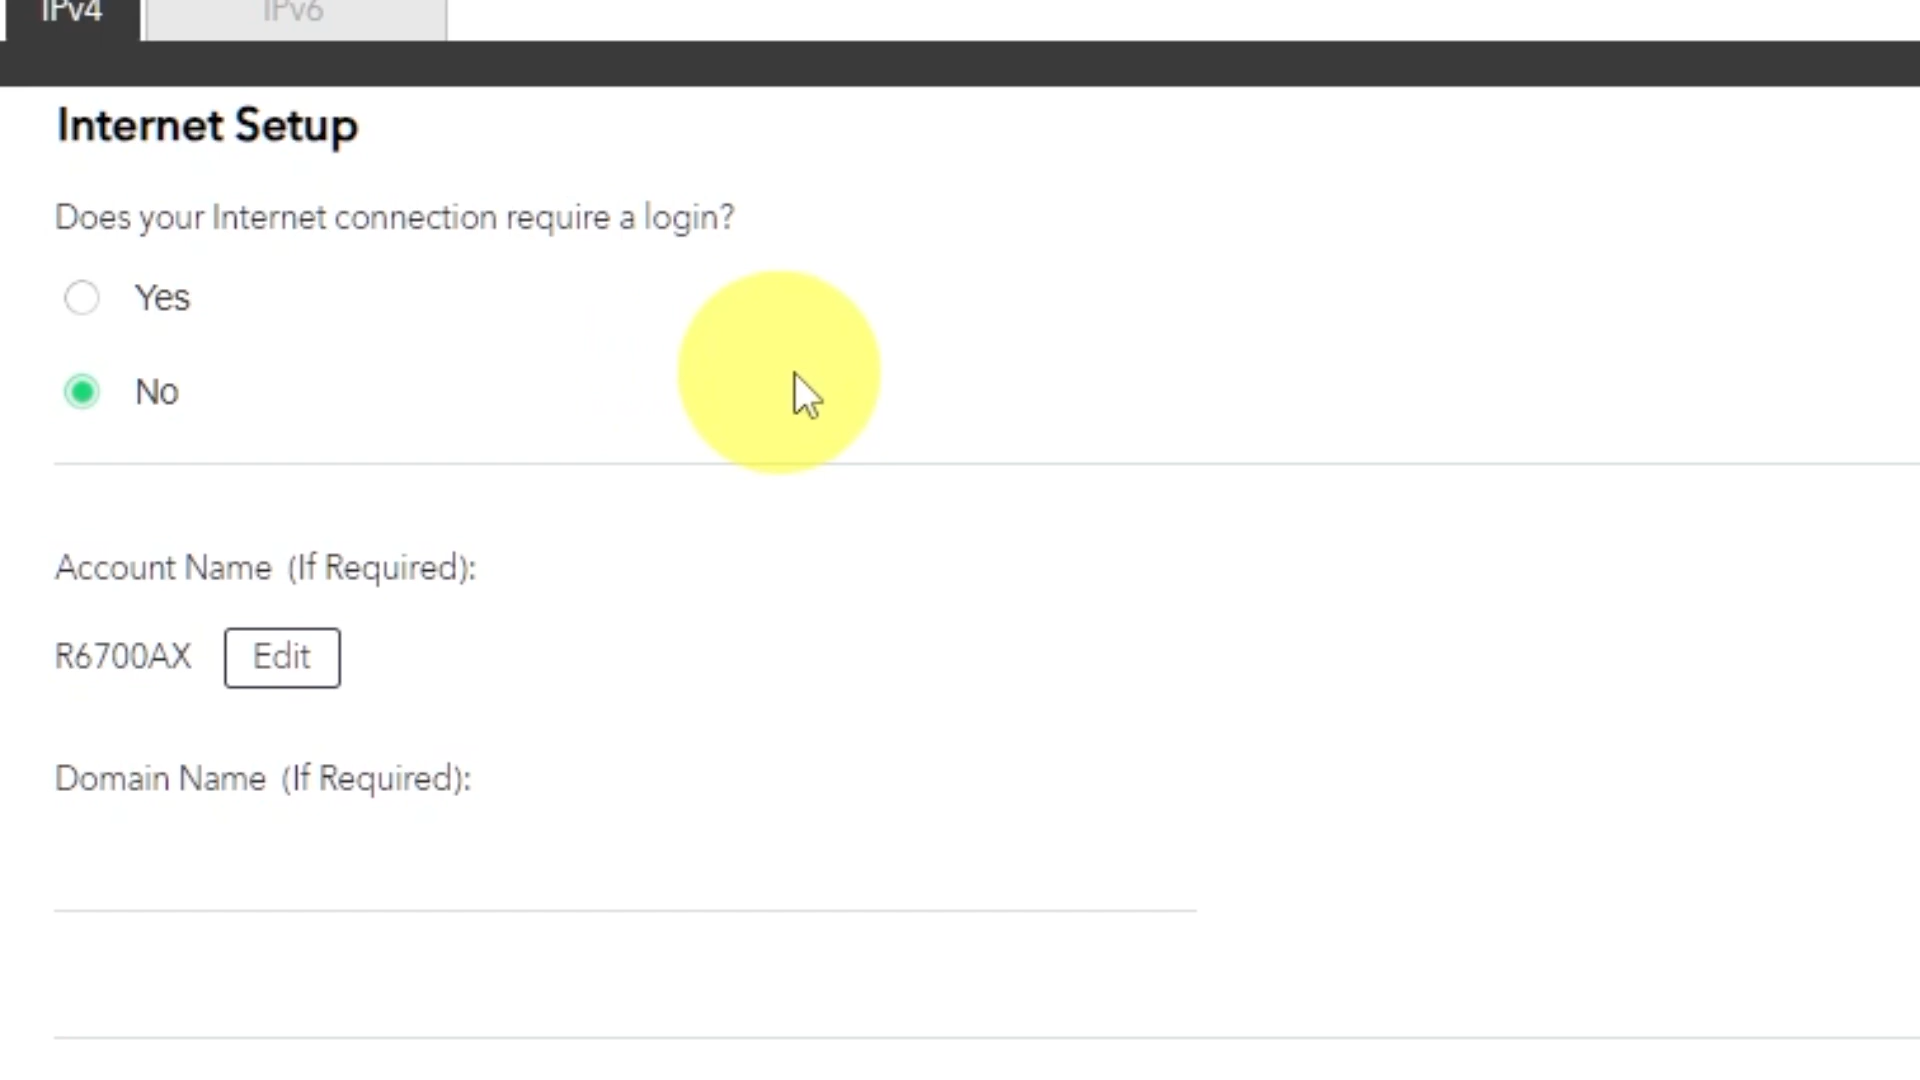 IPv4
IPv6
Internet Setup
Does your Internet connection require a login?
Yes
No
Account Name (If Required):
R6700AX
Edit
Domain Name (If Required):